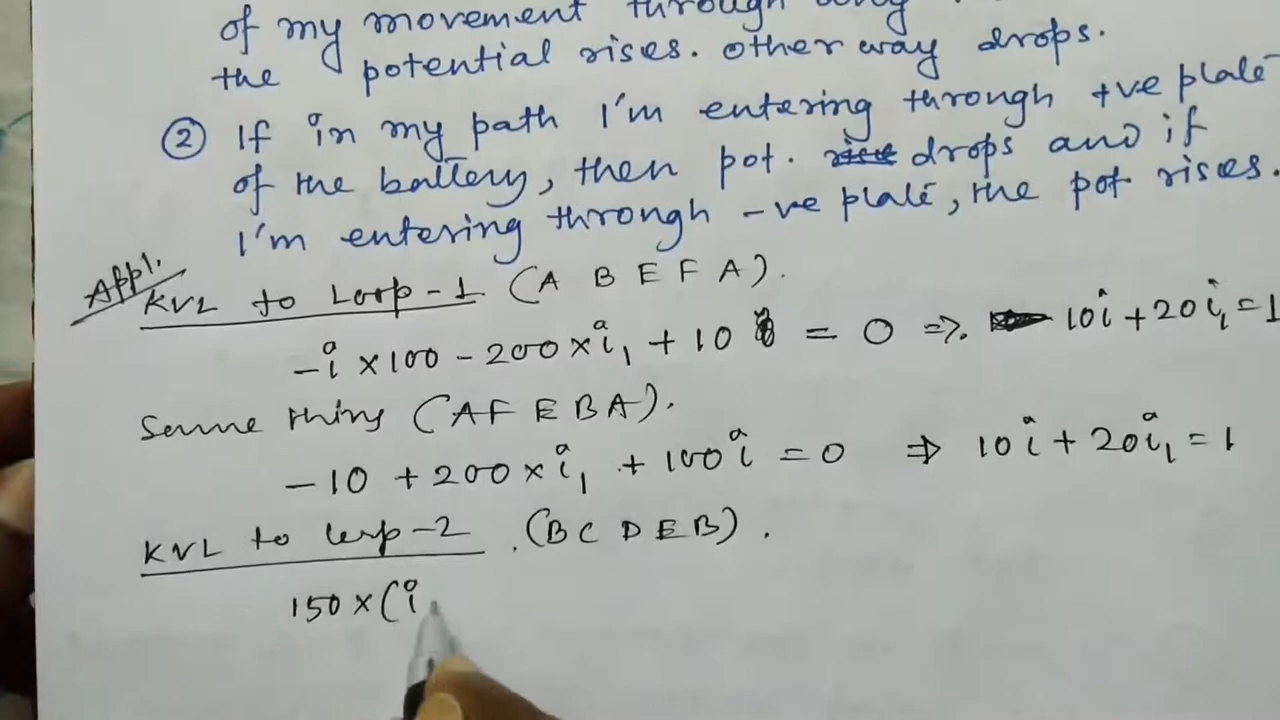 of my movement through
the potential rises. Other way drops.
② If in my path I'm entering through +ve plate
of the battery, then pot. drops and if
I'm entering through -ve plate, the pot rises.
Appl.
KVL to Loop-1 (A B E F A).
-i × 100 - 200 × i₁ + 10 = 0 ⇒ 10i + 20i₁ = 1
Same thing (AF E BA).
-10 + 200 × i₁ + 100i = 0 ⇒ 10i + 20i₁ = 1
KVL to loop-2 (BC D E B).
150 × (i